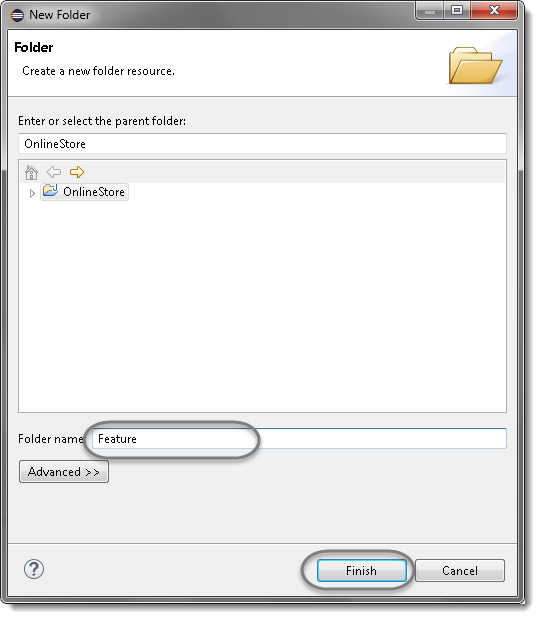 New Folder
Folder
Create a new folder resource.
Enter or select the parent folder:
OnlineStore
OnlineStore
Folder name: Feature
Advanced >>
?
Finish Cancel